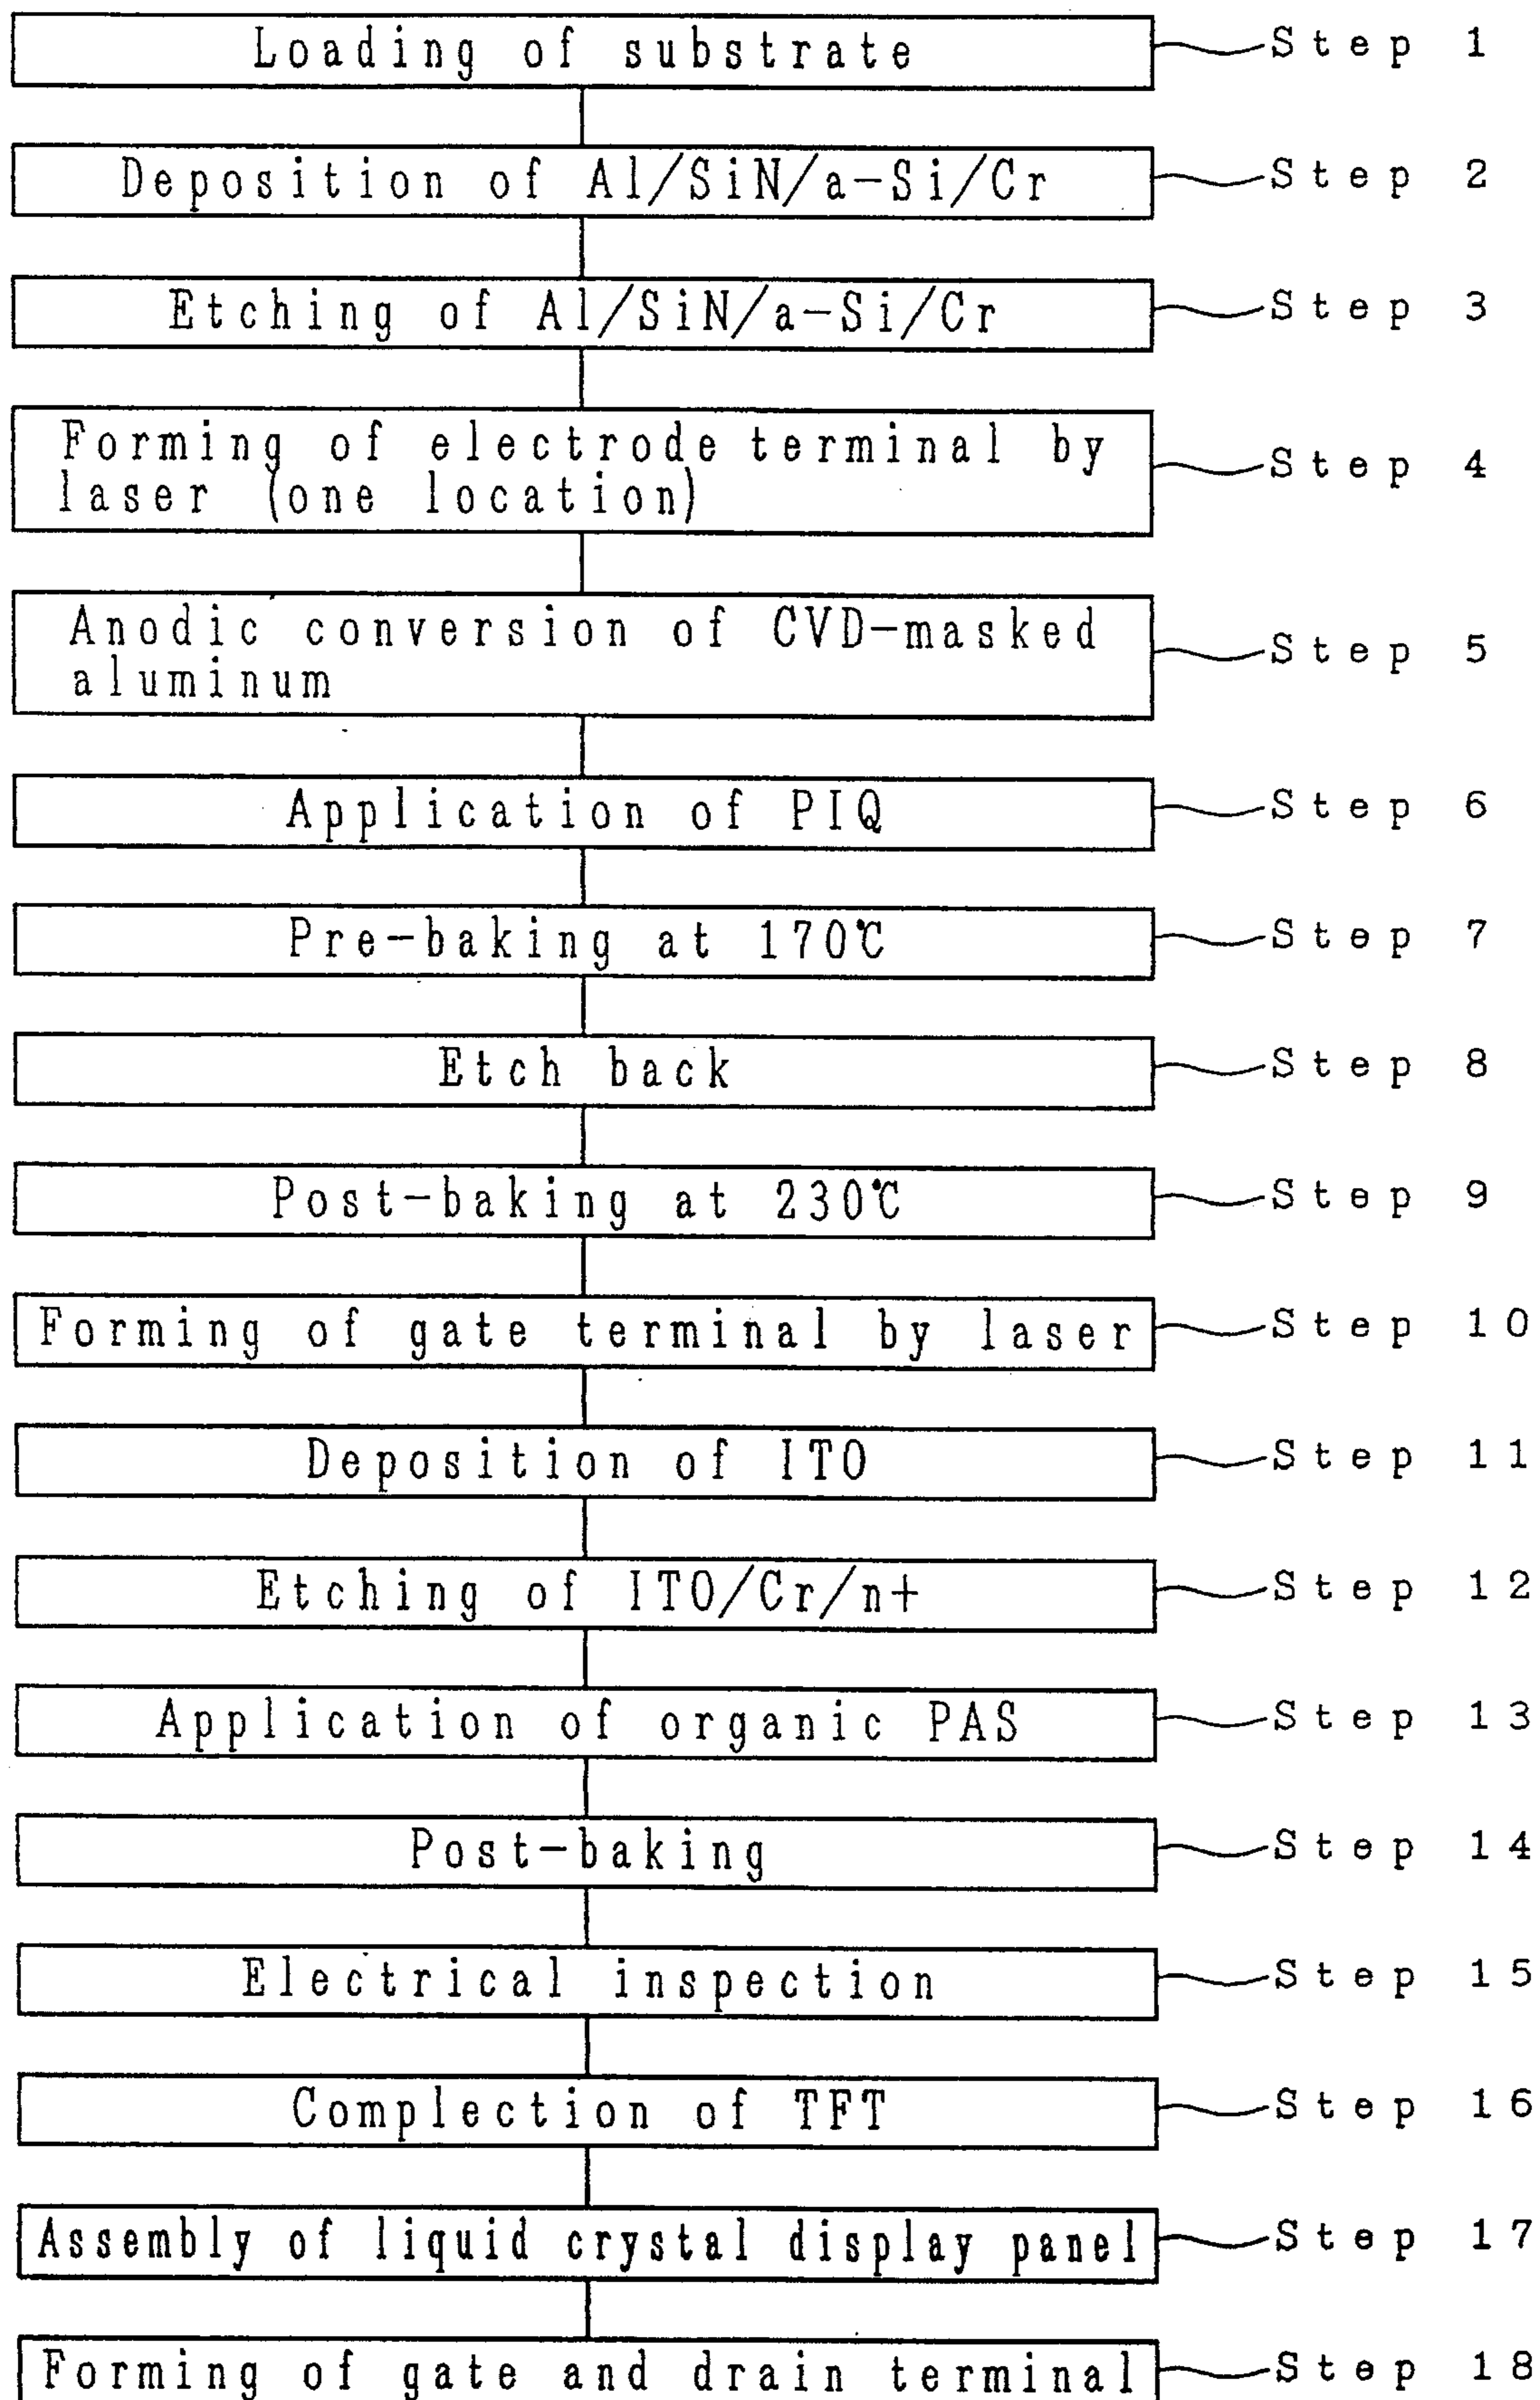 Loading of substrate Step 1
Deposition of Al/SiN/a-Si/Cr Step 2
Etching of Al/SiN/a-Si/Cr Step 3
Forming of electrode terminal by
laser (one location) Step 4
Anodic conversion of CVD-masked
aluminum Step 5
Application of PIQ Step 6
Pre-baking at 170℃ Step 7
Etch back Step 8
Post-baking at 230℃ Step 9
Forming of gate terminal by laser Step 10
Deposition of ITO Step 11
Etching of ITO/Cr/n+ Step 12
Application of organic PAS Step 13
Post-baking Step 14
Electrical inspection Step 15
Complection of TFT Step 16
Assembly of liquid crystal display panel Step 17
Forming of gate and drain terminal Step 18